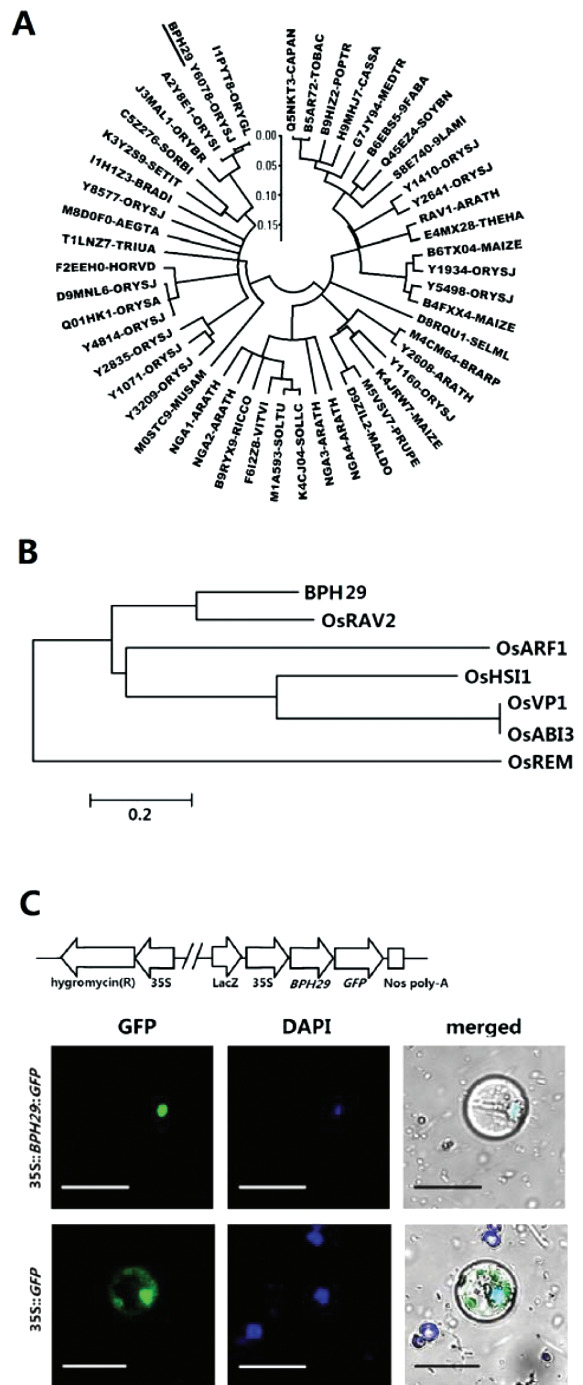 A
BPH29 Y6078-ORYSJ
I1PYT8-ORYGL
Q5NKT3-CAPAN
B5AR72-TOBAC
B9HIZ2-POPTR
H9MHJ7-CASSA
G7JY94-MEDTR
B6EBS5-9FABA
Q45EZ4-SOYBN
S8E740-9LAMI
Y1410-ORYSJ
Y2641-ORYSJ
RAV1-ARATH
E4MX28-THEHA
B6TX04-MAIZE
Y1934-ORYSJ
Y5498-ORYSJ
B4FXX4-MAIZE
D8RQU1-SELML
M4CM64-BRARP
Y2608-ARATH
Y1160-ORYSJ
K4JRW7-MAIZE
M5VSV7-PRUPE
D9ZIL2-MALDO
NGA4-ARATH
NGA3-ARATH
K4CJ04-SOLLC
M1A593-SOLTU
F6I2Z8-VITVI
B9RYX9-RICCO
NGA2-ARATH
NGA1-ARATH
M0STC9-MUSAM
Y3209-ORYSJ
Y1071-ORYSJ
Y2835-ORYSJ
Y4814-ORYSJ
Q01HK1-ORYSA
D9MNL6-ORYSJ
F2EEH0-HORVD
T1LNZ7-TRIUA
M8D0F0-AEGTA
Y8577-ORYSJ
I1H1Z3-BRADI
K3Y2S9-SETIT
C5Z276-SORBI
J3MAL1-ORYBR
A2Y8E1-ORYSI
0.00
0.05
0.10
0.15
B
BPH29
OsRAV2
OsARF1
OsHSI1
OsVP1
OsABI3
OsREM
0.2
C
hygromycin(R) 35S LacZ 35S BPH29 GFP Nos poly-A
GFP DAPI merged
35S::BPH29::GFP
35S::GFP